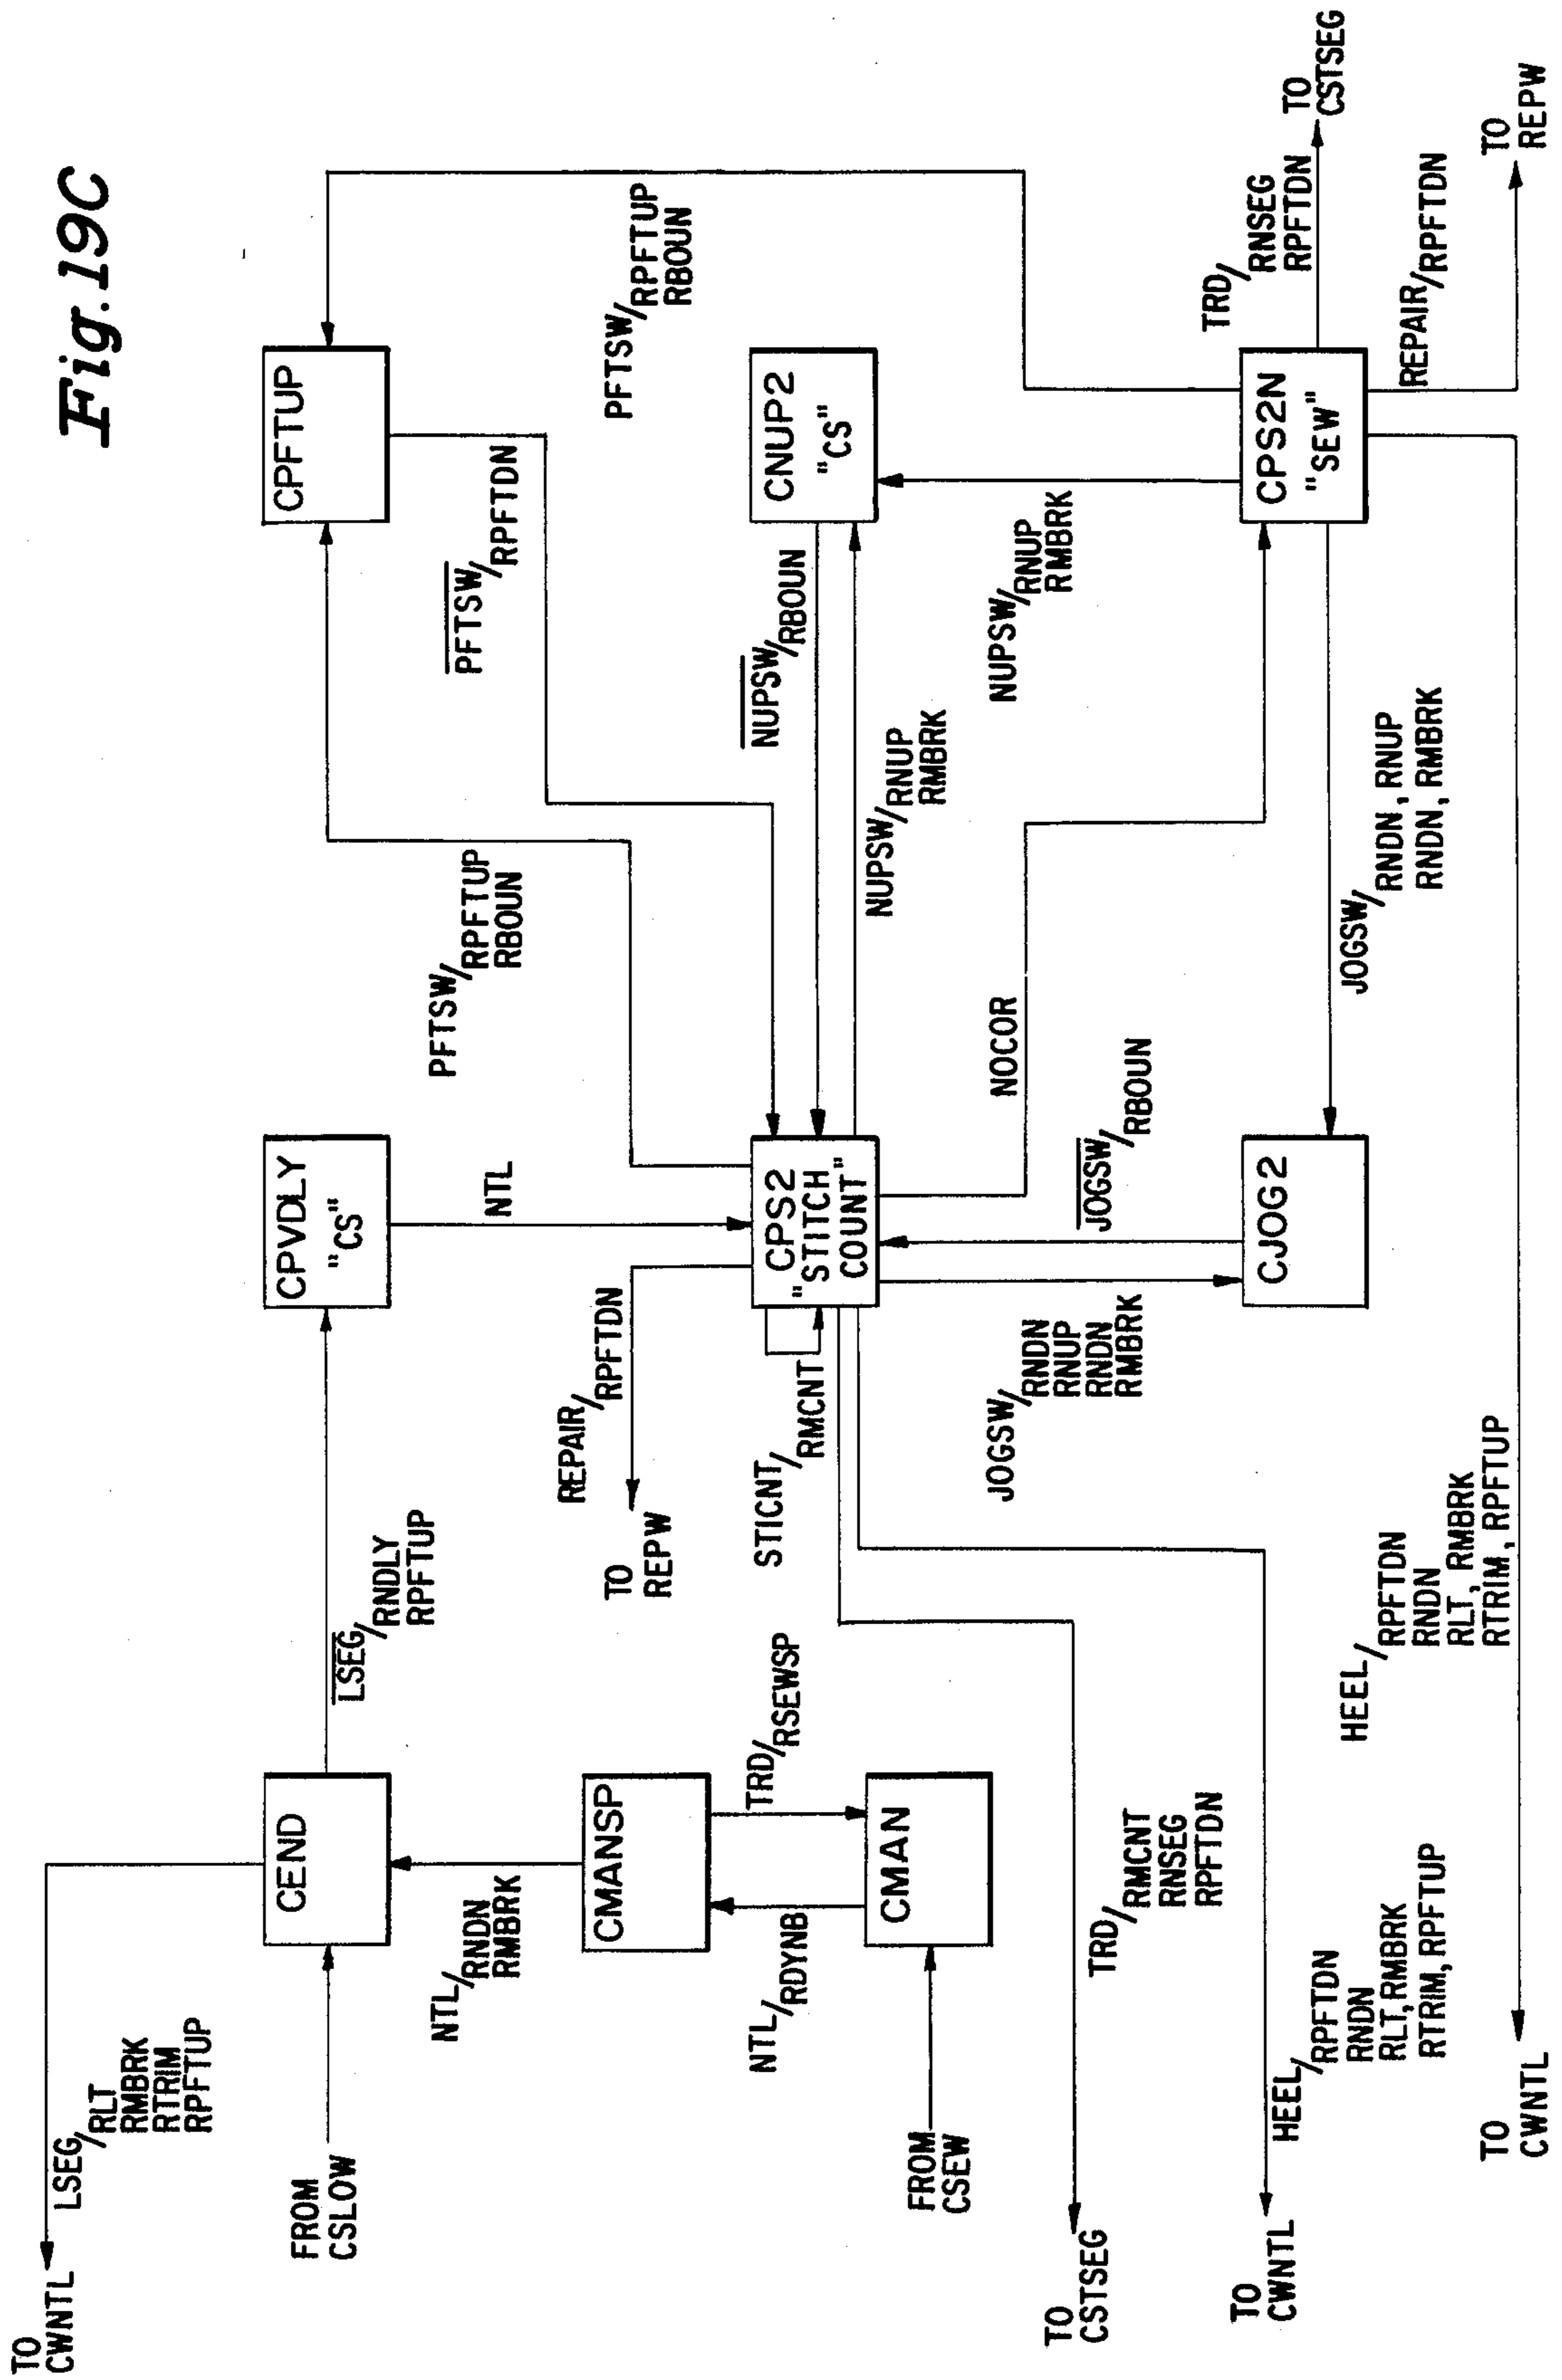 Fig. 19C
TO
CWNTL
LSEG/RLT
RMBRK
RTRIM
RPFTUP
FROM
CSLOW
CEND
LSEG/RNDLY
RPFTUP
CPVDLY
"CS"
NTL
PFTSW/RPFTUP
RBOUN
CPFTUP
PFTSW/RPFTDN
PFTSW/RPFTUP
RBOUN
NTL/RNDN
RMBRK
CMANSP
TRD/RSEWSP
NTL/RDYNB
CMAN
FROM
CSEW
REPAIR/RPFTDN
TO
REPW
STICNT/RMCNT
CPS2
"STITCH
COUNT"
NUPSW/RBOUN
NUPSW/RNUP
RMBRK
CNUP2
"CS"
NUPSW/RNUP
RMBRK
NOCOR
JOGSW/RBOUN
JOGSW/RNDN
RNUP
RNDN
RMBRK
CJOG2
JOGSW/RNDN, RNUP
RNDN, RMBRK
CPS2N
"SEW"
TRD/RNSEG
RPFTDN
TO
CSTSEG
REPAIR/RPFTDN
TO
REPW
TRD/RMCNT
RNSEG
RPFTDN
TO
CSTSEG
HEEL/RPFTDN
RNDN
RLT, RMBRK
RTRIM, RPFTUP
TO
CWNTL
HEEL/RPFTDN
RNDN
RLT, RMBRK
RTRIM, RPFTUP
TO
CWNTL